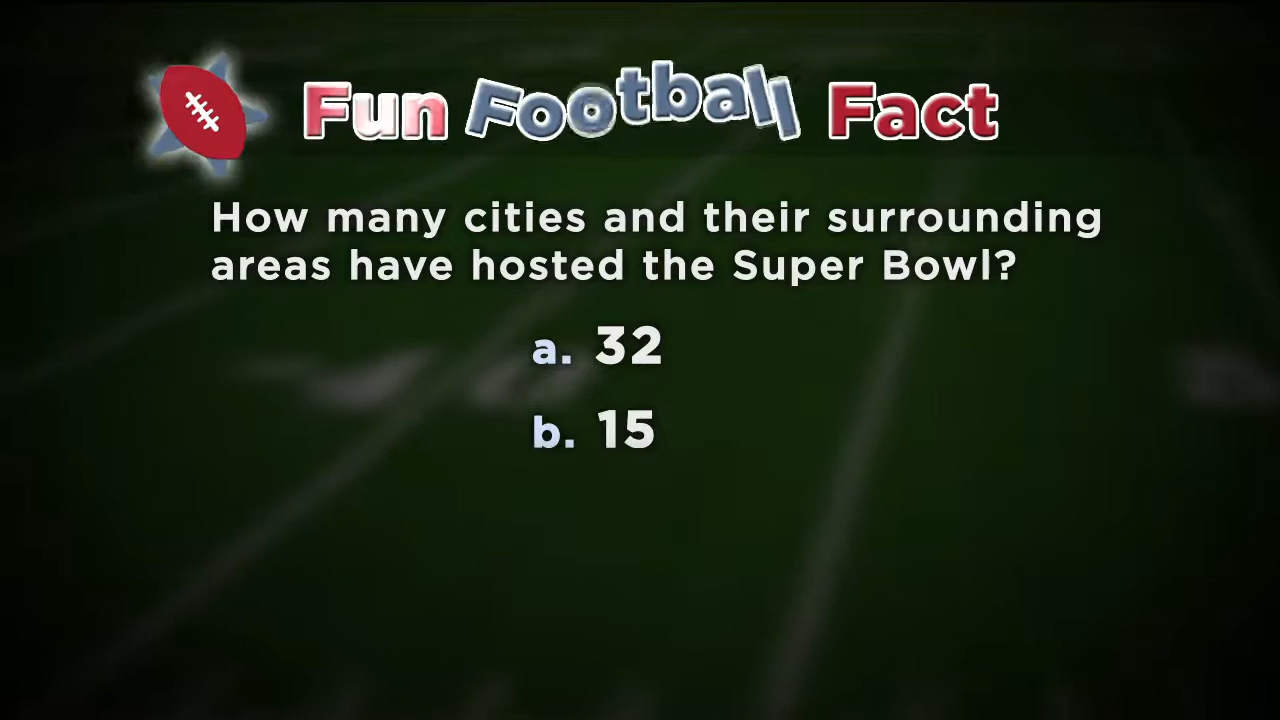 Fun Football Fact
How many cities and their surrounding
areas have hosted the Super Bowl?
a. 32
b. 15